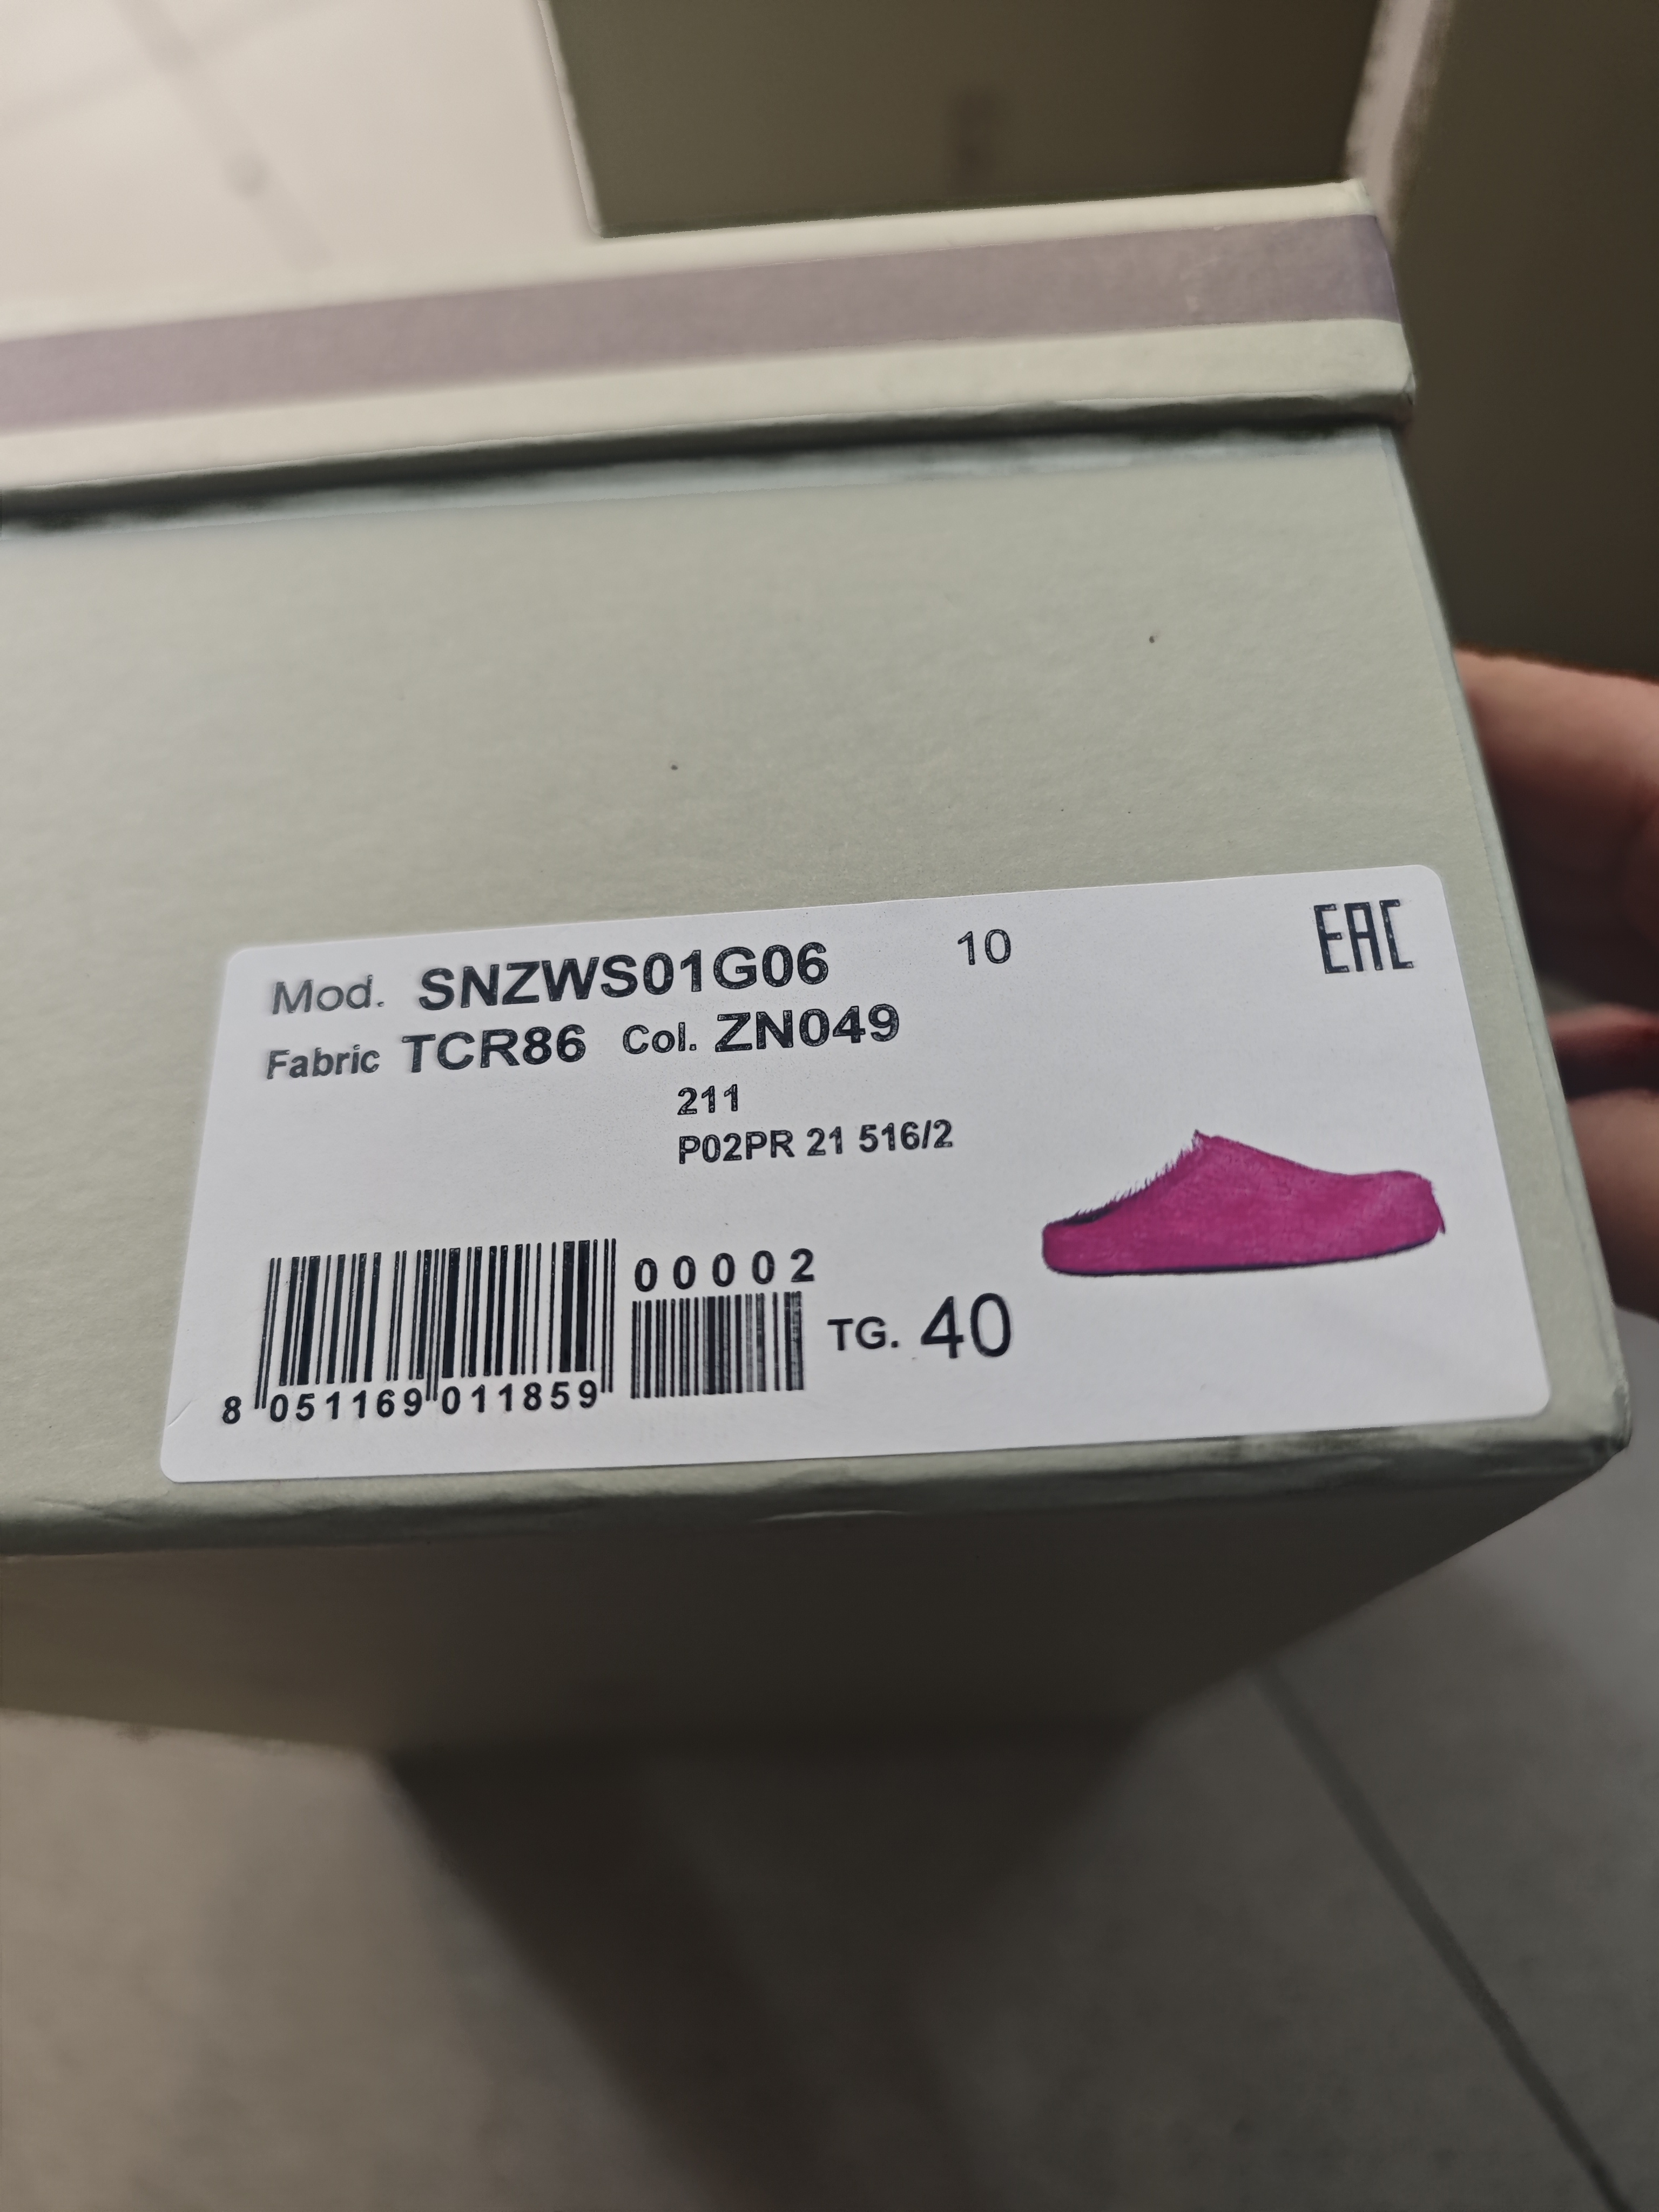 Mod. SNZWS01G06 10 EAC
Fabric TCR86 Col. ZN049
211
P02PR 21 516/2
00002
TG. 40
8 051169 011859